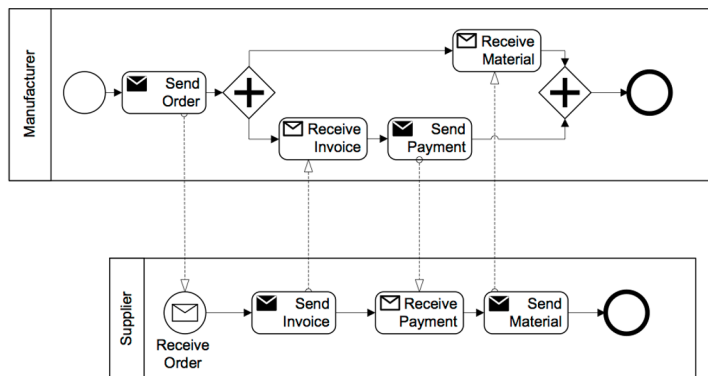 Manufacturer
Send
Order
Receive
Material
Receive
Invoice
Send
Payment
Supplier
Receive
Order
Send
Invoice
Receive
Payment
Send
Material